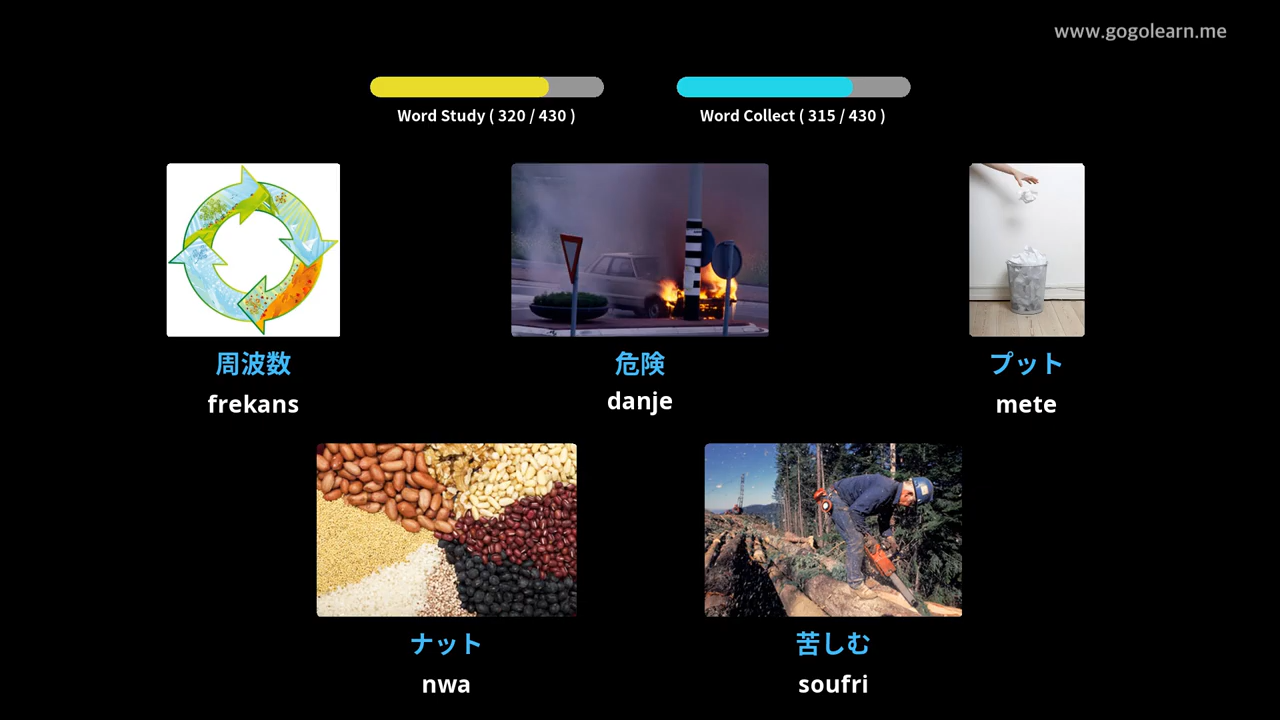 www.gogolearn.me
Word Study ( 320 / 430 )
Word Collect ( 315 / 430 )
周波数
frekans
危険
danje
プット
mete
ナット
nwa
苦しむ
soufri